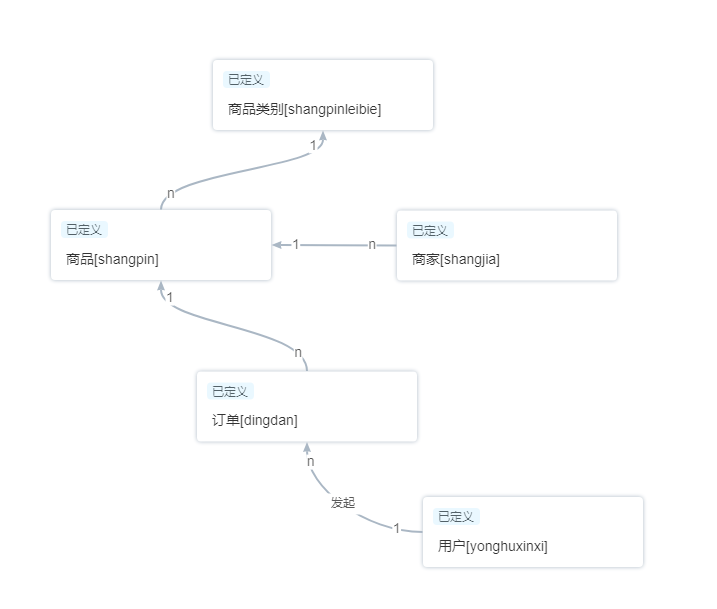 已定义
商品类别[shangpinleibie]
1
n
已定义
商品[shangpin]
1
n
已定义
商家[shangjia]
1
n
已定义
订单[dingdan]
n
发起
1
已定义
用户[yonghuxinxi]